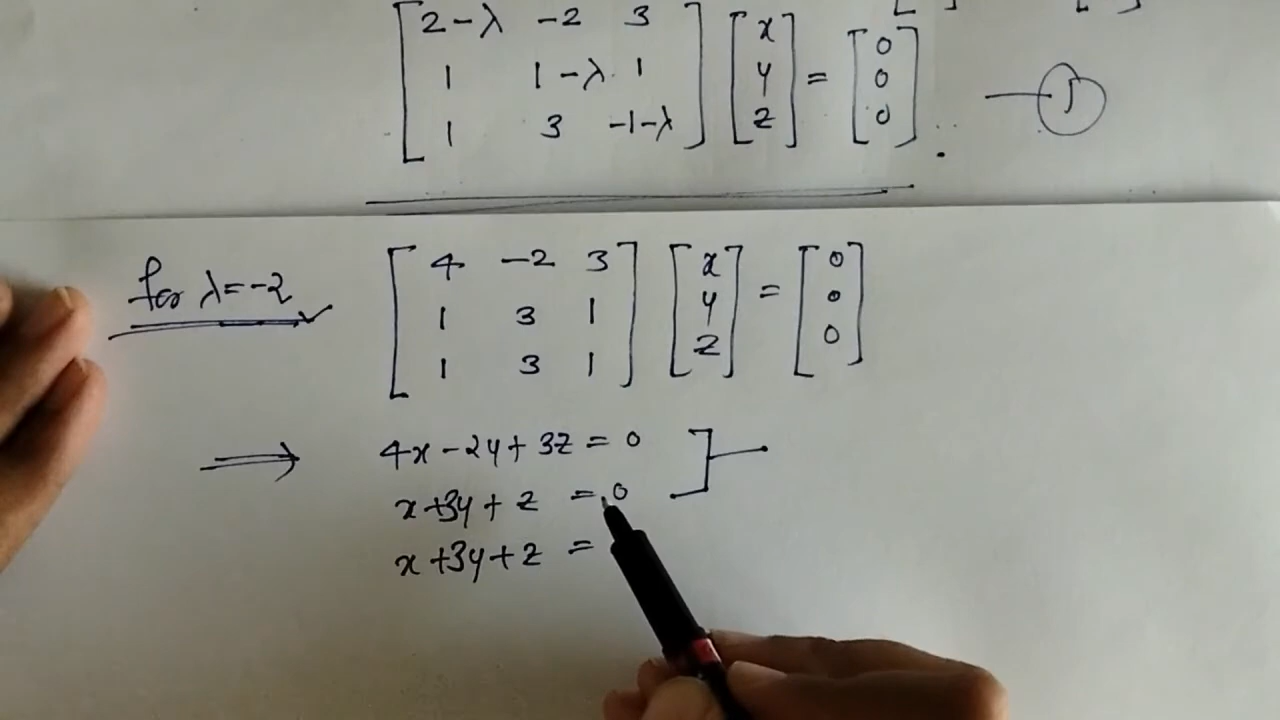 [2-λ -2 3] [x] [0]
[1 1-λ 1] [y] = [0]
[1 3 -1-λ] [z] [0]
for λ=-2 [4 -2 3] [x] [0]
[1 3 1] [y] = [0]
[1 3 1] [z] [0]
⟹ 4x-2y+3z=0
x+3y+z=0
x+3y+z=